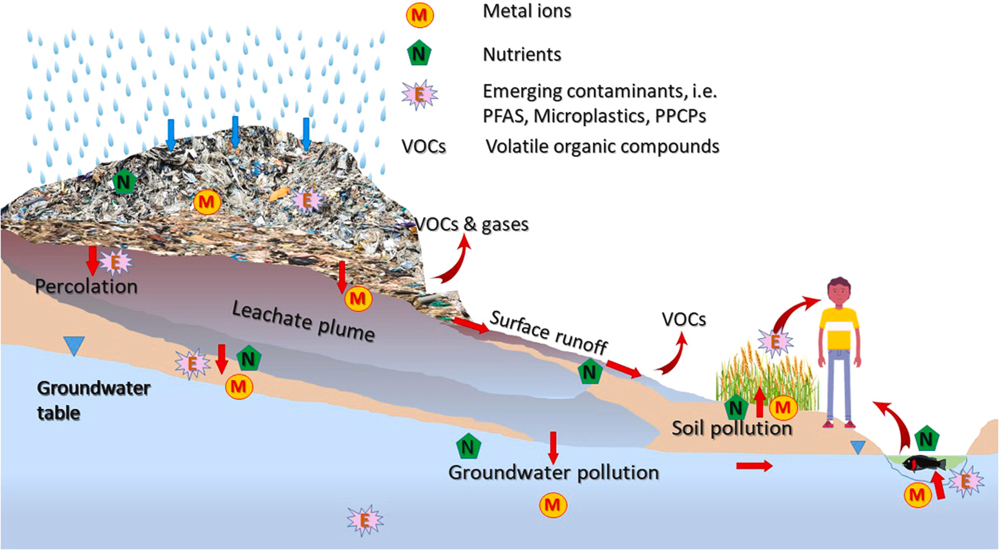 M Metal ions
N Nutrients
E Emerging contaminants, i.e.
PFAS, Microplastics, PPCPs
VOCs Volatile organic compounds
N
M
E
VOCs & gases
E
Percolation
M
Leachate plume
Surface runoff
VOCs
E
E
N
M
N
Groundwater
table
N
M
Soil pollution
N
N
Groundwater pollution
E
M
M
E